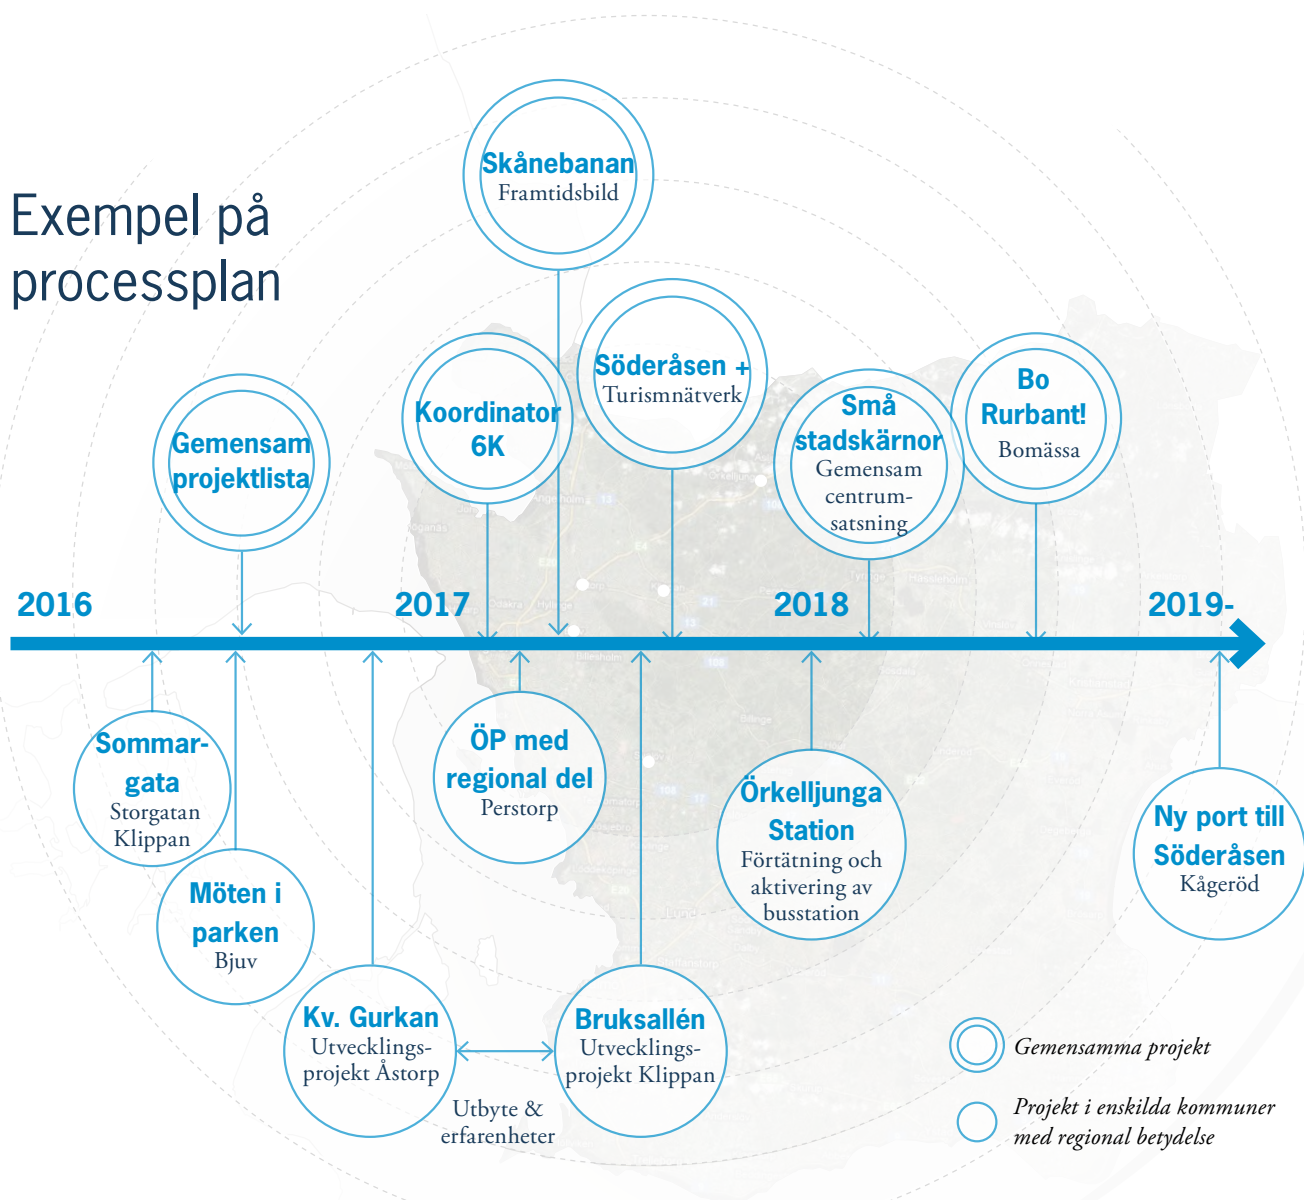 Exempel på
processplan
Skånebanan
Framtidsbild
Söderåsen +
Turismnätverk
Koordinator
6K
Gemensam
projektlista
Små
stadskärnor
Gemensam
centrum-
satsning
Bo
Rurbant!
Bomässa
2016
2017
2018
2019-
Sommar-
gata
Storgatan
Klippan
Möten i
parken
Bjuv
Kv. Gurkan
Utvecklings-
projekt Åstorp
Utbyte &
erfarenheter
ÖP med
regional del
Perstorp
Bruksallén
Utvecklings-
projekt Klippan
Örkelljunga
Station
Förtätning och
aktivering av
busstation
Ny port till
Söderåsen
Kågeröd
Gemensamma projekt
Projekt i enskilda kommuner
med regional betydelse